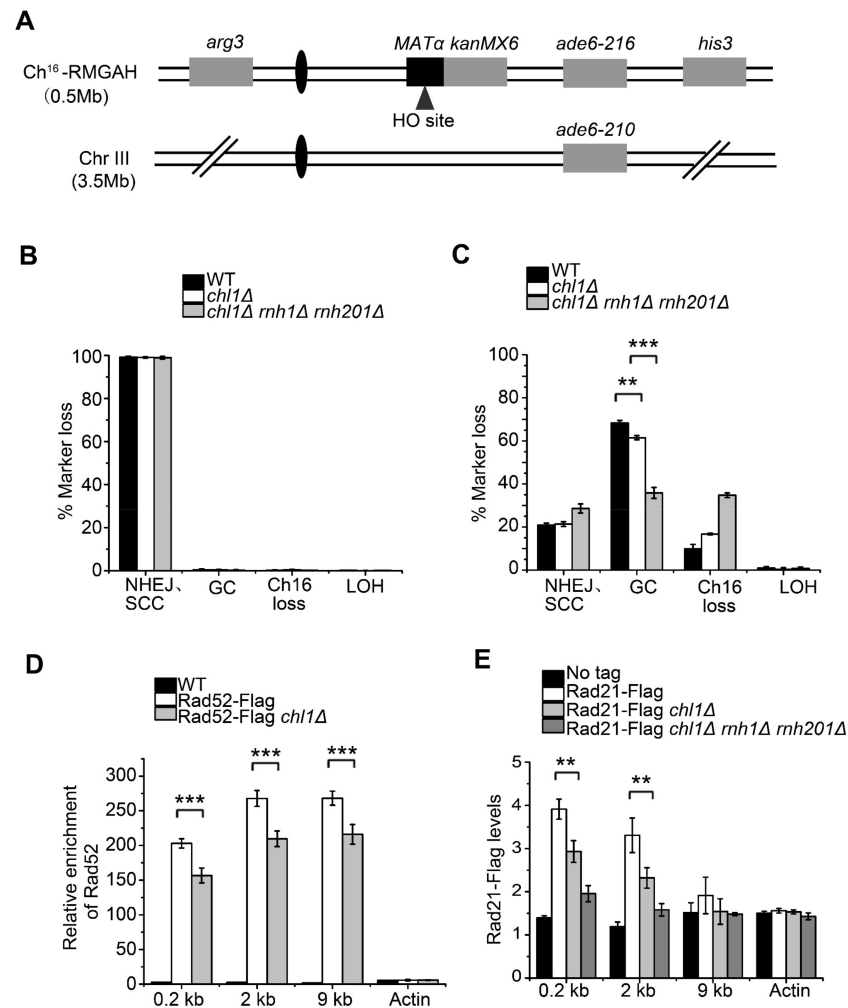 A
arg3 MATα kanMX6 ade6-216 his3
Ch16-RMGAH
(0.5Mb)
HO site
ade6-210
Chr III
(3.5Mb)
B
WT
chl1Δ
chl1Δ rnh1Δ rnh201Δ
% Marker loss
100
80
60
40
20
0
NHEJ、
SCC
GC
Ch16
loss
LOH
C
WT
chl1Δ
chl1Δ rnh1Δ rnh201Δ
% Marker loss
100
80
60
40
20
0
***
**
NHEJ、
SCC
GC
Ch16
loss
LOH
D
WT
Rad52-Flag
Rad52-Flag chl1Δ
Relative enrichment
of Rad52
300
250
200
150
100
50
0
***
***
***
0.2 kb 2 kb 9 kb Actin
E
No tag
Rad21-Flag
Rad21-Flag chl1Δ
Rad21-Flag chl1Δ rnh1Δ rnh201Δ
Rad21-Flag levels
5
4
3
2
1
0
**
**
0.2 kb 2 kb 9 kb Actin